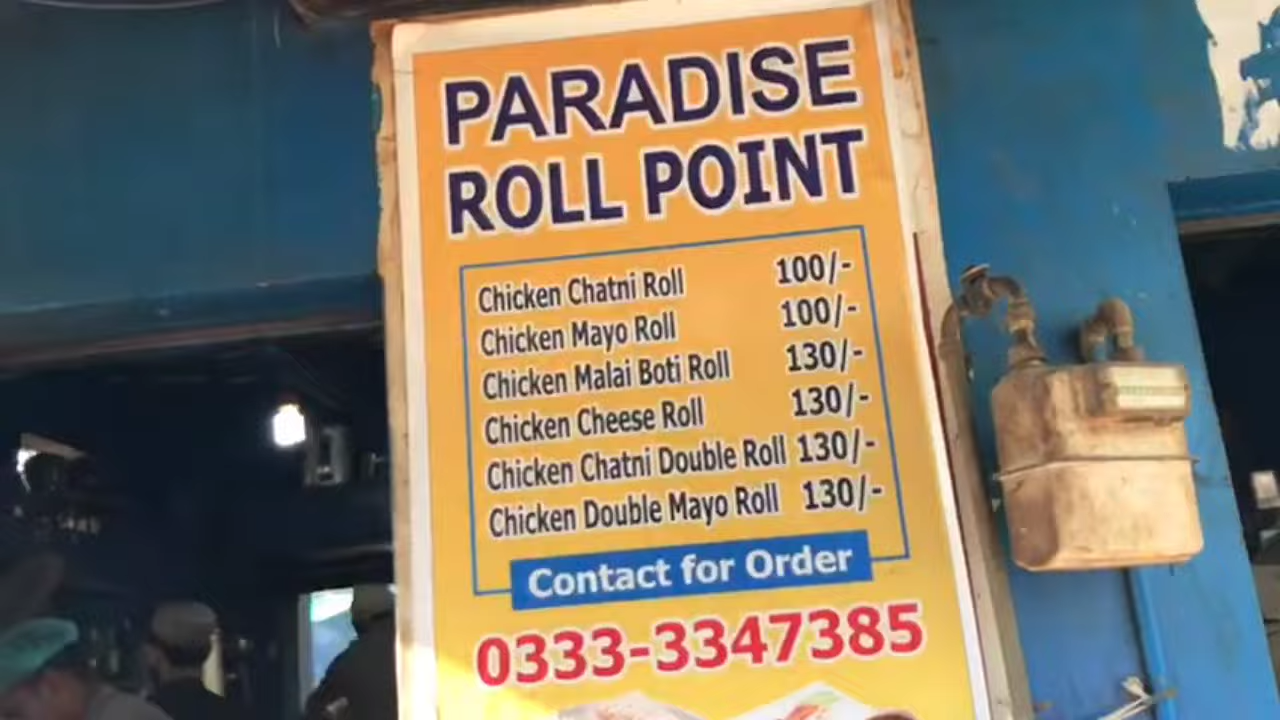 PARADISE
ROLL POINT
Chicken Chatni Roll 100/-
Chicken Mayo Roll 100/-
Chicken Malai Boti Roll 130/-
Chicken Cheese Roll 130/-
Chicken Chatni Double Roll 130/-
Chicken Double Mayo Roll 130/-
Contact for Order
0333-3347385